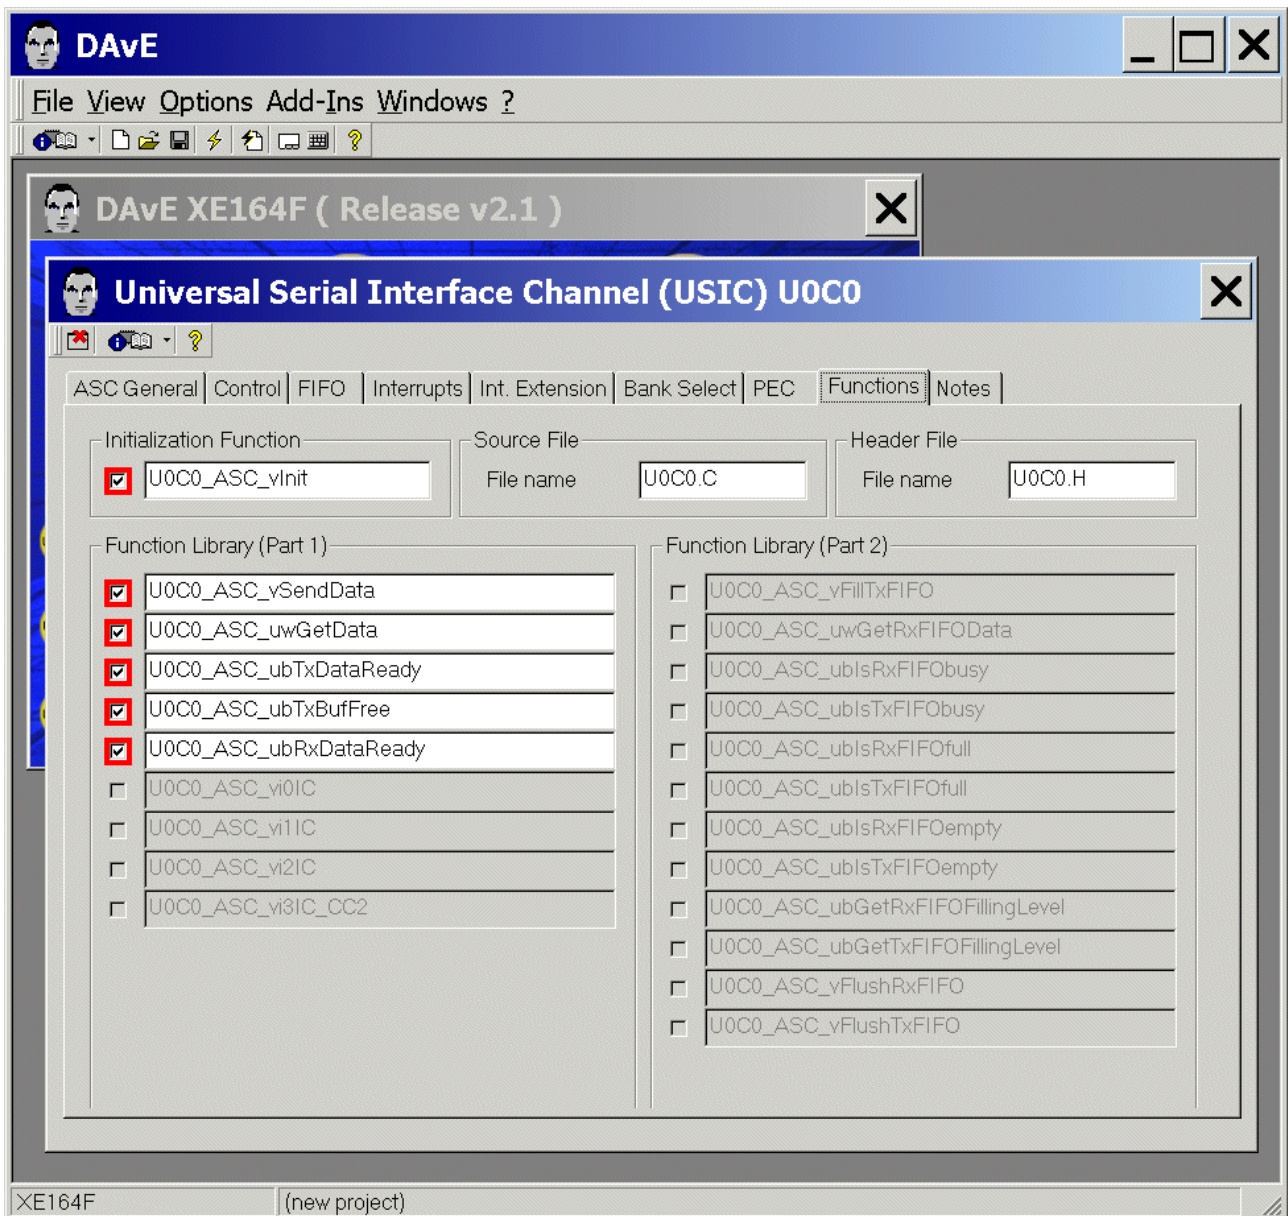 DAvE
File View Options Add-Ins Windows ?
DAvE XE164F ( Release v2.1 )
Universal Serial Interface Channel (USIC) U0C0
ASC General Control FIFO Interrupts Int. Extension Bank Select PEC Functions Notes
Initialization Function
U0C0_ASC_vInit
Source File
File name U0C0.C
Header File
File name U0C0.H
Function Library (Part 1)
U0C0_ASC_vSendData
U0C0_ASC_uwGetData
U0C0_ASC_ubTxDataReady
U0C0_ASC_ubTxBufFree
U0C0_ASC_ubRxDataReady
U0C0_ASC_vi0IC
U0C0_ASC_vi1IC
U0C0_ASC_vi2IC
U0C0_ASC_vi3IC_CC2
Function Library (Part 2)
U0C0_ASC_vFillTxFIFO
U0C0_ASC_uwGetRxFIFOData
U0C0_ASC_ubIsRxFIFObusy
U0C0_ASC_ubIsTxFIFObusy
U0C0_ASC_ubIsRxFIFOfull
U0C0_ASC_ubIsTxFIFOfull
U0C0_ASC_ubIsRxFIFOempty
U0C0_ASC_ubIsTxFIFOempty
U0C0_ASC_ubGetRxFIFOFillingLevel
U0C0_ASC_ubGetTxFIFOFillingLevel
U0C0_ASC_vFlushRxFIFO
U0C0_ASC_vFlushTxFIFO
XE164F (new project)